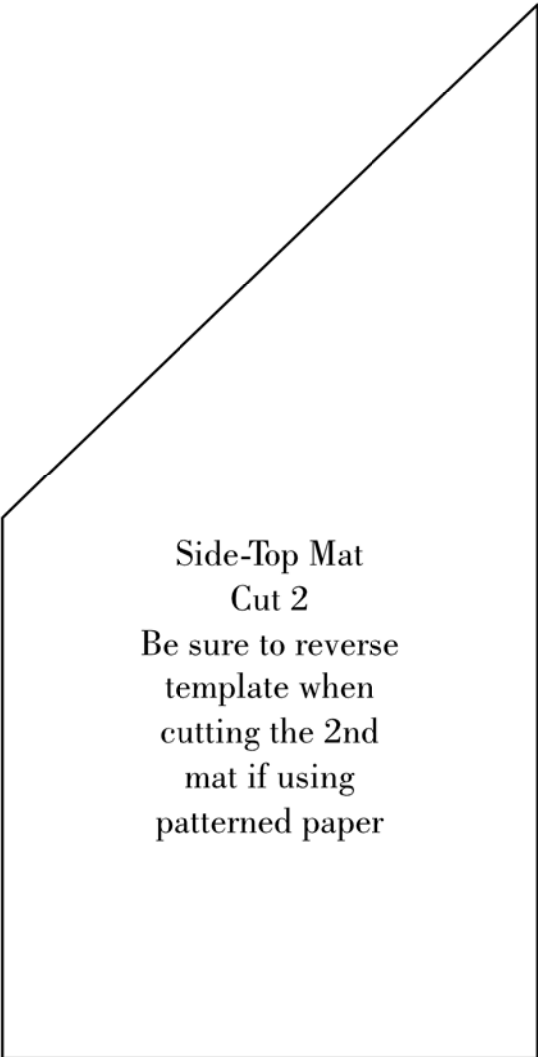 Side-Top Mat
Cut 2
Be sure to reverse
template when
cutting the 2nd
mat if using
patterned paper